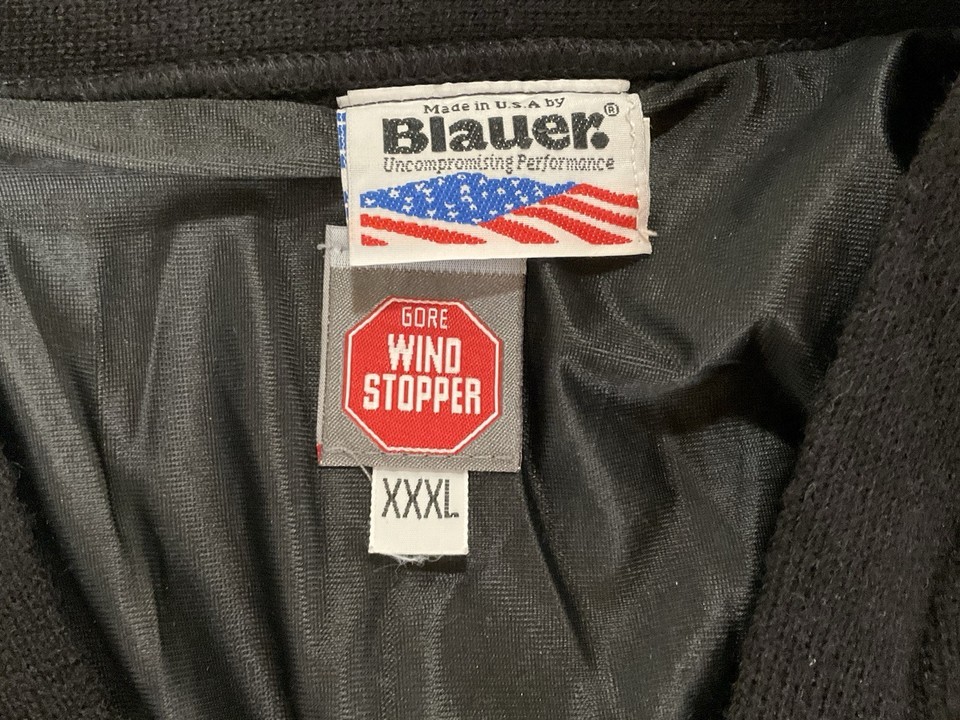 Made in U.S.A by
Blauer.®
Uncompromising Performance
GORE
WIND
STOPPER
XXXL